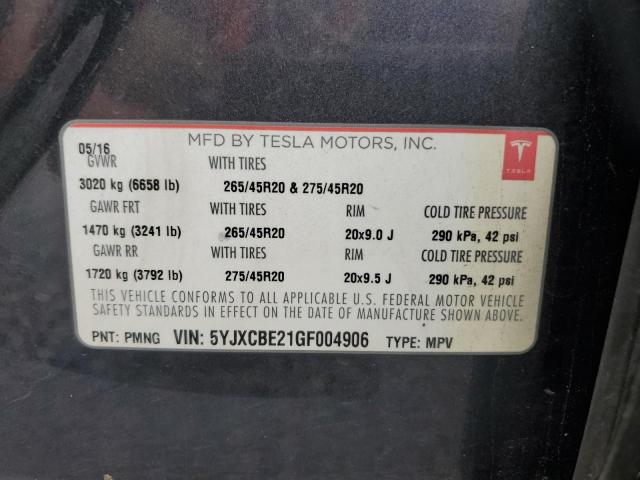 MFD BY TESLA MOTORS, INC.
05/16
GVWR WITH TIRES
TESLA
3020 kg (6658 lb) 265/45R20 & 275/45R20
GAWR FRT WITH TIRES RIM COLD TIRE PRESSURE
1470 kg (3241 lb) 265/45R20 20x9.0 J 290 kPa, 42 psi
GAWR RR WITH TIRES RIM COLD TIRE PRESSURE
1720 kg (3792 lb) 275/45R20 20x9.5 J 290 kPa, 42 psi
THIS VEHICLE CONFORMS TO ALL APPLICABLE U.S. FEDERAL MOTOR VEHICLE
SAFETY STANDARDS IN EFFECT ON THE DATE OF MANUFACTURE SHOWN ABOVE.
PNT: PMNG VIN: 5YJXCBE21GF004906 TYPE: MPV